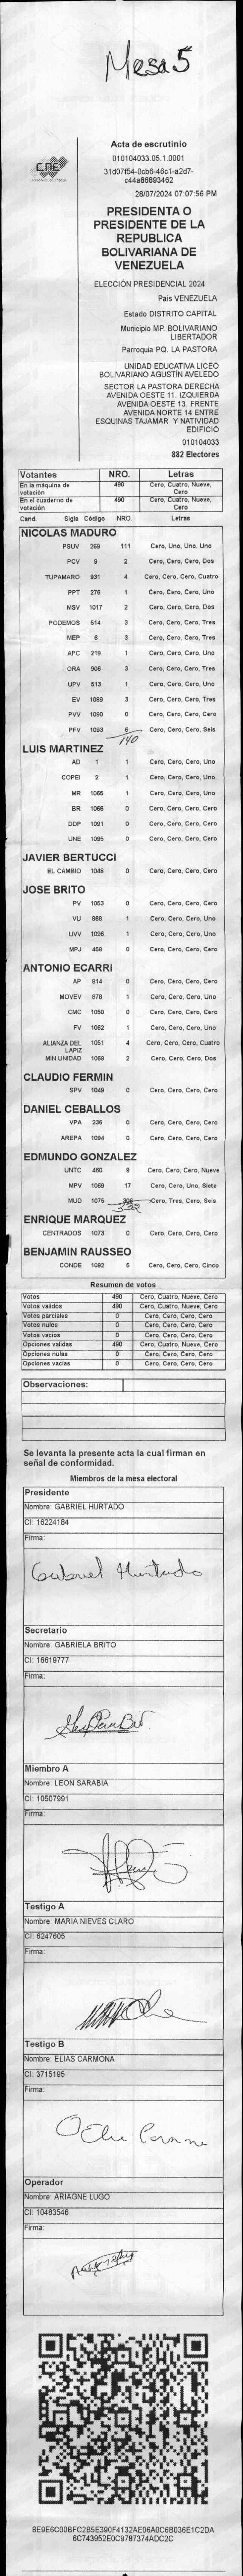 Mesa 5
CNE
Acta de escrutinio
010104033.05.1.0001
31d07f54-0cb6-46c1-a2d7-
c44a86893462
28/07/2024 07:07:56 PM
PRESIDENTA O
PRESIDENTE DE LA
REPUBLICA
BOLIVARIANA DE
VENEZUELA
ELECCIÓN PRESIDENCIAL 2024
Pais VENEZUELA
Estado DISTRITO CAPITAL
Municipio MP. BOLIVARIANO
LIBERTADOR
Parroquia PQ. LA PASTORA
UNIDAD EDUCATIVA LICEO
BOLIVARIANO AGUSTÍN AVELEDO
SECTOR LA PASTORA DERECHA
AVENIDA OESTE 11. IZQUIERDA
AVENIDA OESTE 13. FRENTE
AVENIDA NORTE 14 ENTRE
ESQUINAS TAJAMAR Y NATIVIDAD
EDIFICIO
010104033
882 Electores
Votantes NRO. Letras
En la máquina de votación 490 Cero, Cuatro, Nueve, Cero
En el cuaderno de votación 490 Cero, Cuatro, Nueve, Cero
Cand. Sigls Código NRO. Letras
NICOLAS MADURO
PSUV 269 111 Cero, Uno, Uno, Uno
PCV 9 2 Cero, Cero, Cero, Dos
TUPAMARO 931 4 Cero, Cero, Cero, Cuatro
PPT 276 1 Cero, Cero, Cero, Uno
MSV 1017 2 Cero, Cero, Cero, Dos
PODEMOS 514 3 Cero, Cero, Cero, Tres
MEP 6 3 Cero, Cero, Cero, Tres
APC 219 1 Cero, Cero, Cero, Uno
ORA 906 3 Cero, Cero, Cero, Tres
UPV 513 1 Cero, Cero, Cero, Uno
EV 1089 3 Cero, Cero, Cero, Tres
PVV 1090 0 Cero, Cero, Cero, Cero
PFV 1093 6 Cero, Cero, Cero, Seis
140
LUIS MARTINEZ
AD 1 1 Cero, Cero, Cero, Uno
COPEI 2 1 Cero, Cero, Cero, Uno
MR 1065 1 Cero, Cero, Cero, Uno
BR 1066 0 Cero, Cero, Cero, Cero
DDP 1091 0 Cero, Cero, Cero, Cero
UNE 1095 0 Cero, Cero, Cero, Cero
JAVIER BERTUCCI
EL CAMBIO 1048 0 Cero, Cero, Cero, Cero
JOSE BRITO
PV 1053 0 Cero, Cero, Cero, Cero
VU 868 1 Cero, Cero, Cero, Uno
UVV 1096 1 Cero, Cero, Cero, Uno
MPJ 458 0 Cero, Cero, Cero, Cero
ANTONIO ECARRI
AP 814 0 Cero, Cero, Cero, Cero
MOVEV 878 1 Cero, Cero, Cero, Uno
CMC 1050 0 Cero, Cero, Cero, Cero
FV 1062 1 Cero, Cero, Cero, Uno
ALIANZA DEL LAPIZ 1051 4 Cero, Cero, Cero, Cuatro
MIN UNIDAD 1068 2 Cero, Cero, Cero, Dos
CLAUDIO FERMIN
SPV 1049 0 Cero, Cero, Cero, Cero
DANIEL CEBALLOS
VPA 236 0 Cero, Cero, Cero, Cero
AREPA 1094 0 Cero, Cero, Cero, Cero
EDMUNDO GONZALEZ
UNTC 450 9 Cero, Cero, Cero, Nueve
MPV 1069 17 Cero, Cero, Uno, Siete
MUD 1075 306 Cero, Tres, Cero, Seis
332
ENRIQUE MARQUEZ
CENTRADOS 1073 0 Cero, Cero, Cero, Cero
BENJAMIN RAUSSEO
CONDE 1092 5 Cero, Cero, Cero, Cinco
Resumen de votos
Votos 490 Cero, Cuatro, Nueve, Cero
Votos validos 490 Cero, Cuatro, Nueve, Cero
Votos parciales 0 Cero, Cero, Cero, Cero
Votos nulos 0 Cero, Cero, Cero, Cero
Votos vacios 0 Cero, Cero, Cero, Cero
Opciones validas 490 Cero, Cuatro, Nueve, Cero
Opciones nulas 0 Cero, Cero, Cero, Cero
Opciones vacias 0 Cero, Cero, Cero, Cero
Observaciones:
Se levanta la presente acta la cual firman en
señal de conformidad.
Miembros de la mesa electoral
Presidente
Nombre: GABRIEL HURTADO
CI: 16224184
Firma:
Gabriel Hurtado
Secretario
Nombre: GABRIELA BRITO
CI: 16619777
Firma:
Miembro A
Nombre: LEON SARABIA
CI: 10507991
Firma:
Testigo A
Nombre: MARIA NIEVES CLARO
CI: 6247605
Firma:
Testigo B
Nombre: ELIAS CARMONA
CI: 3715195
Firma:
Operador
Nombre: ARIAGNE LUGO
CI: 10483546
Firma:
8E9E6C00BFC2B5E390F4132AE06A0C6B036E1C2DA
6C743952E0C9787374ADC2C